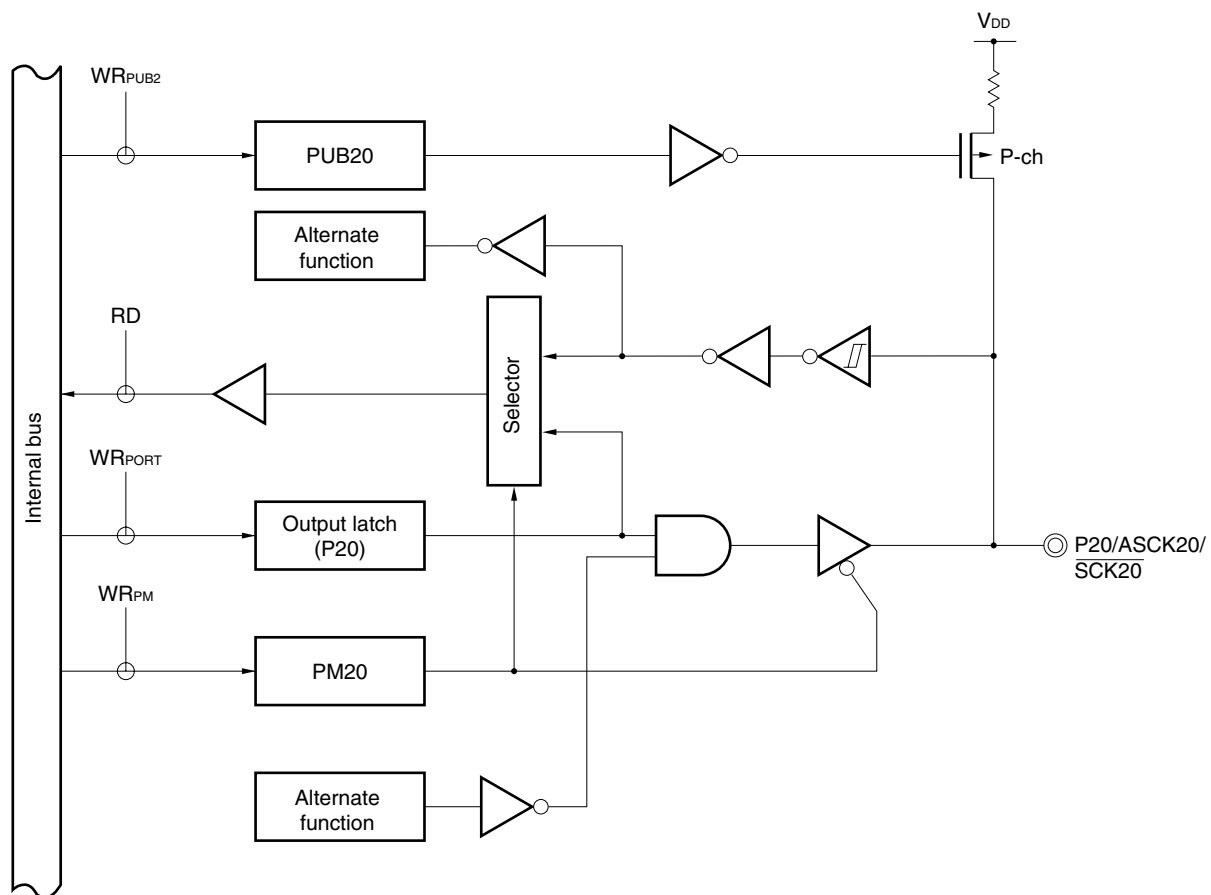 VDD
WRPUB2
PUB20
P-ch
Alternate
function
RD
Selector
Internal bus
WRPORT
Output latch
(P20)
P20/ASCK20/
SCK20
WRPM
PM20
Alternate
function